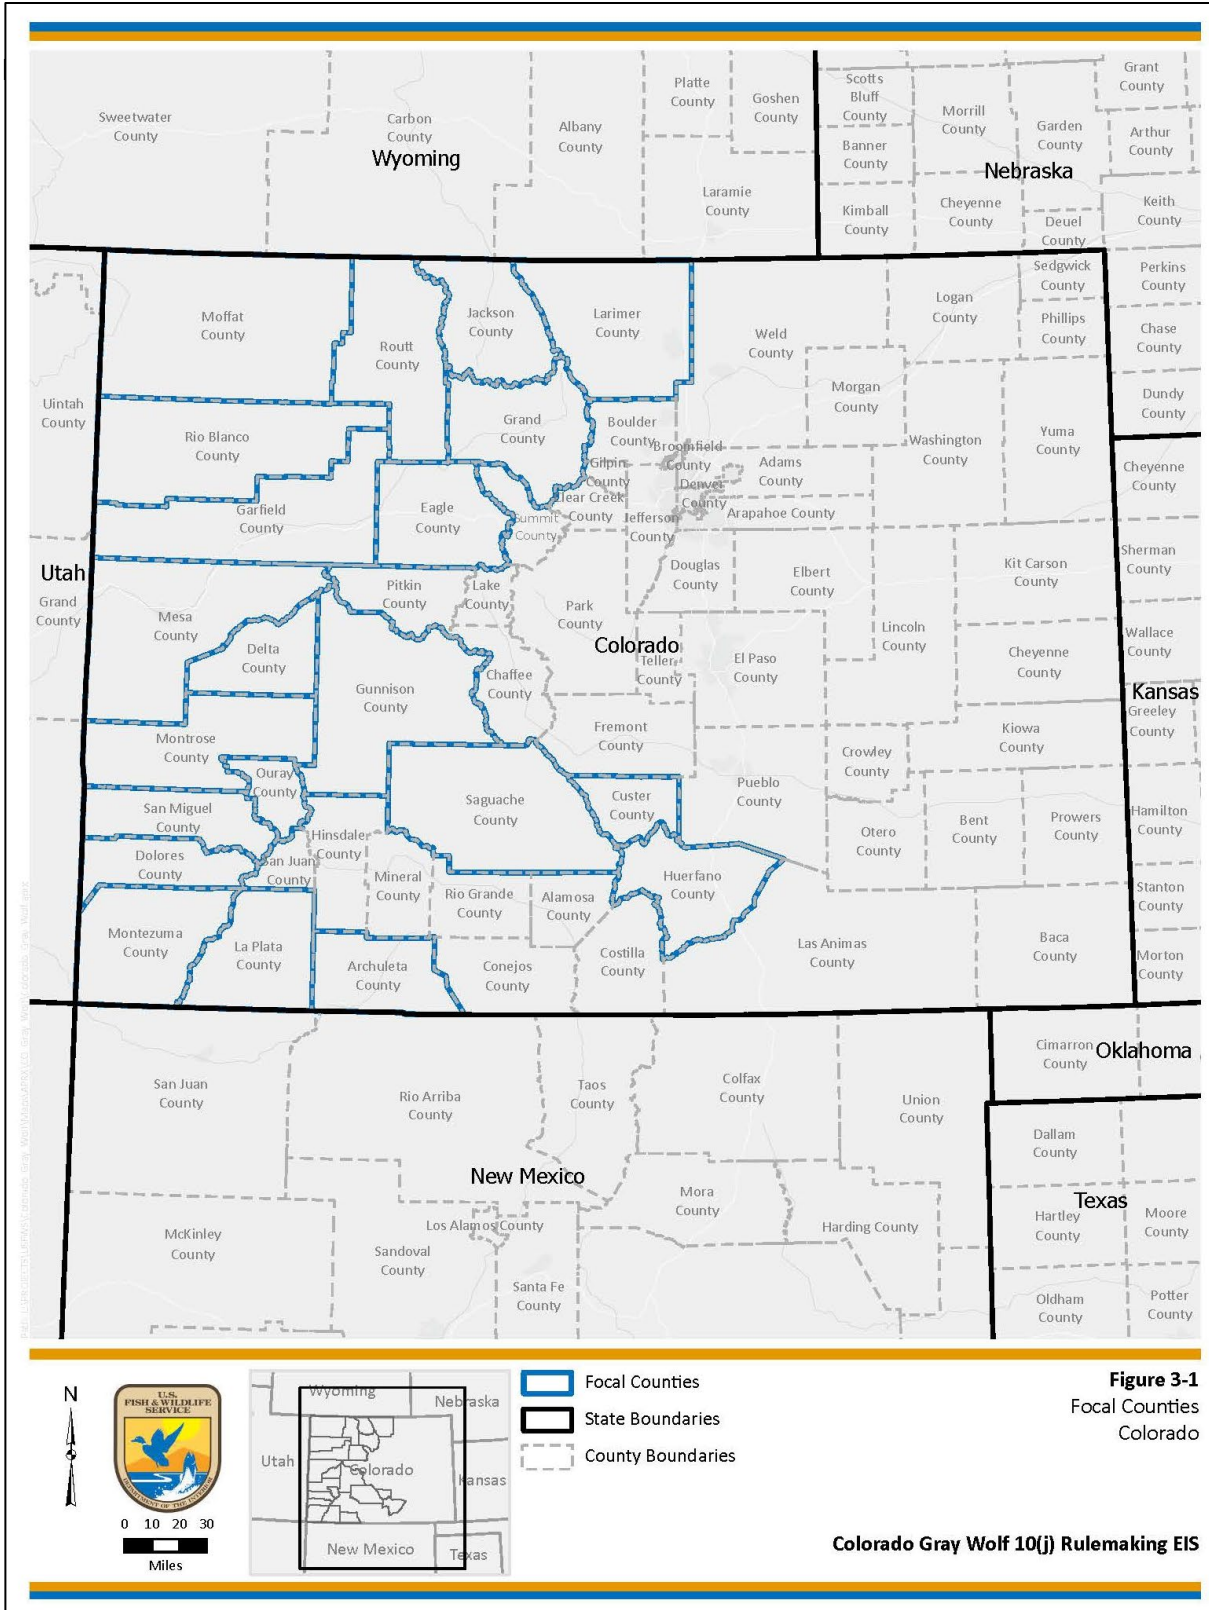 Sweetwater
County
Carbon
County
Wyoming
Albany
County
Platte
County
Goshen
County
Laramie
County
Scotts
Bluff
County
Morrill
County
Garden
County
Grant
County
Arthur
County
Banner
County
Nebraska
Kimball
County
Cheyenne
County
Deuel
County
Keith
County
Moffat
County
Routt
County
Jackson
County
Larimer
County
Weld
County
Logan
County
Sedgwick
County
Phillips
County
Perkins
County
Chase
County
Dundy
County
Uintah
County
Rio Blanco
County
Grand
County
Boulder
County
Broomfield
County
Morgan
County
Washington
County
Yuma
County
Cheyenne
County
Garfield
County
Eagle
County
Summit
County
Gilpin
County
Clear Creek
County
Jefferson
County
Denver
County
Adams
County
Arapahoe County
Utah
Grand
County
Mesa
County
Pitkin
County
Lake
County
Park
County
Douglas
County
Elbert
County
Kit Carson
County
Sherman
County
Delta
County
Gunnison
County
Chaffee
County
Colorado
Teller
County
El Paso
County
Lincoln
County
Cheyenne
County
Wallace
County
Kansas
Greeley
County
Montrose
County
Ouray
County
Fremont
County
Crowley
County
Kiowa
County
San Miguel
County
Saguache
County
Custer
County
Pueblo
County
Otero
County
Bent
County
Prowers
County
Hamilton
County
Dolores
County
San Juan
County
Hinsdale
County
Mineral
County
Rio Grande
County
Alamosa
County
Huerfano
County
Stanton
County
Montezuma
County
La Plata
County
Archuleta
County
Conejos
County
Costilla
County
Las Animas
County
Baca
County
Morton
County
San Juan
County
Rio Arriba
County
Taos
County
Colfax
County
Union
County
Cimarron
County
Oklahoma
Dallam
County
New Mexico
McKinley
County
Sandoval
County
Los Alamos County
Santa Fe
County
Mora
County
Harding County
Texas
Hartley
County
Moore
County
Oldham
County
Potter
County
N
U.S.
FISH & WILDLIFE
SERVICE
DEPARTMENT OF THE INTERIOR
0 10 20 30
Miles
Wyoming
Nebraska
Utah
Colorado
Kansas
New Mexico
Texas
Focal Counties
State Boundaries
County Boundaries
Figure 3-1
Focal Counties
Colorado
Colorado Gray Wolf 10(j) Rulemaking EIS